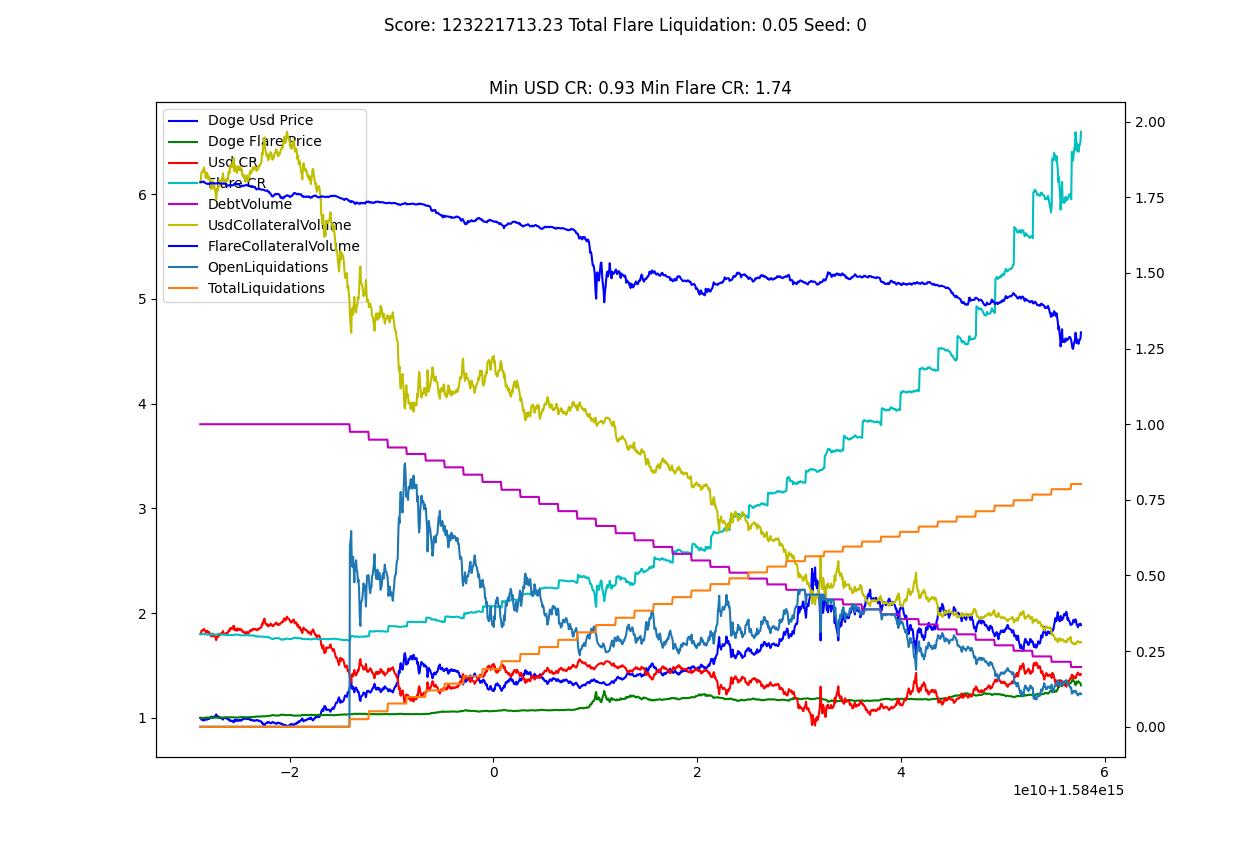 Score: 123221713.23 Total Flare Liquidation: 0.05 Seed: 0
Min USD CR: 0.93 Min Flare CR: 1.74
Doge Usd Price
Doge Flare Price
Usd CR
Flare CR
DebtVolume
UsdCollateralVolume
FlareCollateralVolume
OpenLiquidations
TotalLiquidations
6
5
4
3
2
1
2.00
1.75
1.50
1.25
1.00
0.75
0.50
0.25
0.00
−2
0
2
4
6
1e10+1.584e15